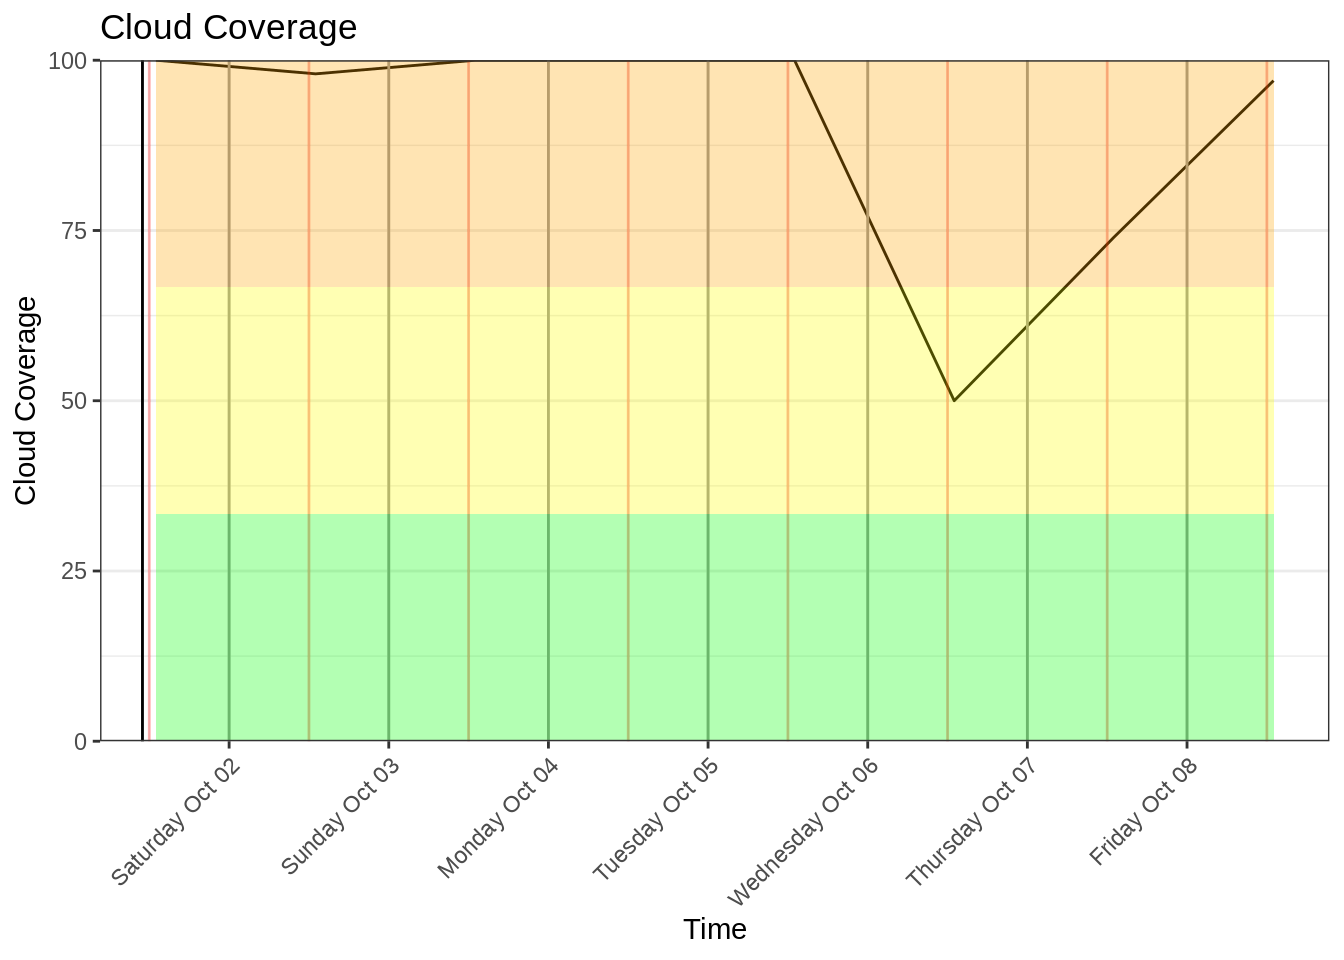 Cloud Coverage
Cloud Coverage
100
75
50
25
0
Saturday Oct 02
Sunday Oct 03
Monday Oct 04
Tuesday Oct 05
Wednesday Oct 06
Thursday Oct 07
Friday Oct 08
Time